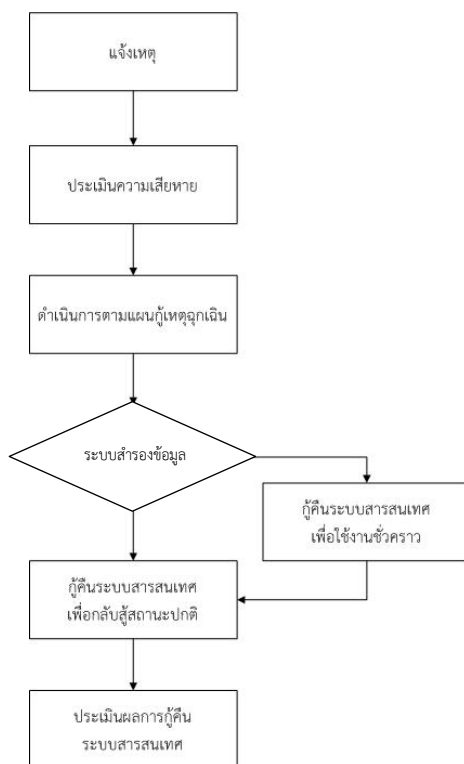 แจ้งเหตุ
ประเมินความเสียหาย
ดำเนินการตามแผนกู้เหตุฉุกเฉิน
ระบบสำรองข้อมูล
กู้คืนระบบสารสนเทศ
เพื่อใช้งานชั่วคราว
กู้คืนระบบสารสนเทศ
เพื่อกลับสู้สถานะปกติ
ประเมินผลการกู้คืน
ระบบสารสนเทศ